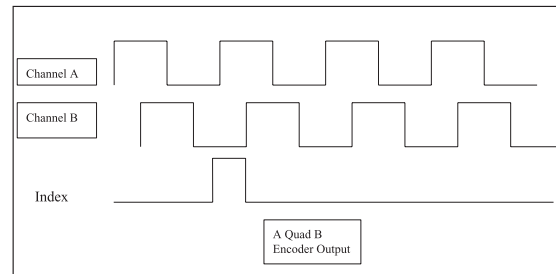 Channel A
Channel B
Index
A Quad B
Encoder Output